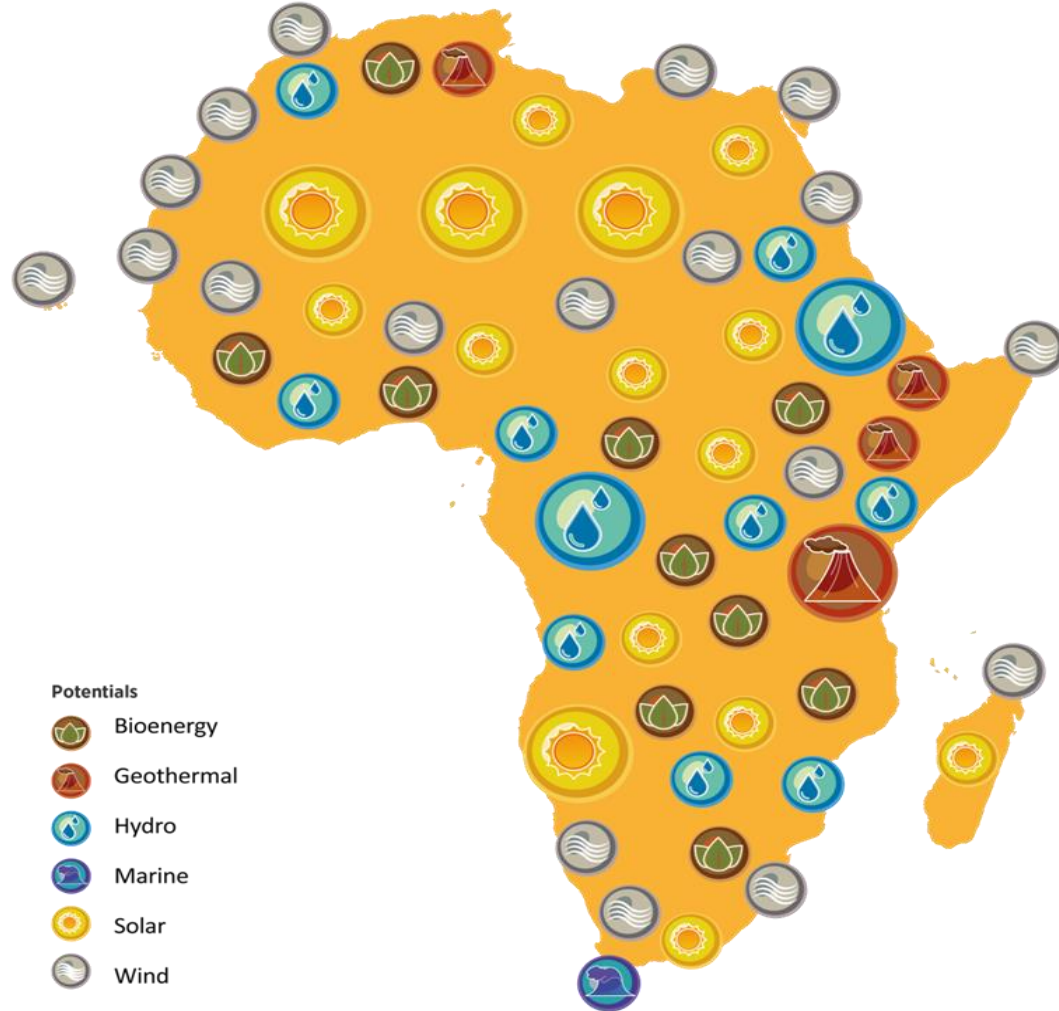 Potentials
Bioenergy
Geothermal
Hydro
Marine
Solar
Wind